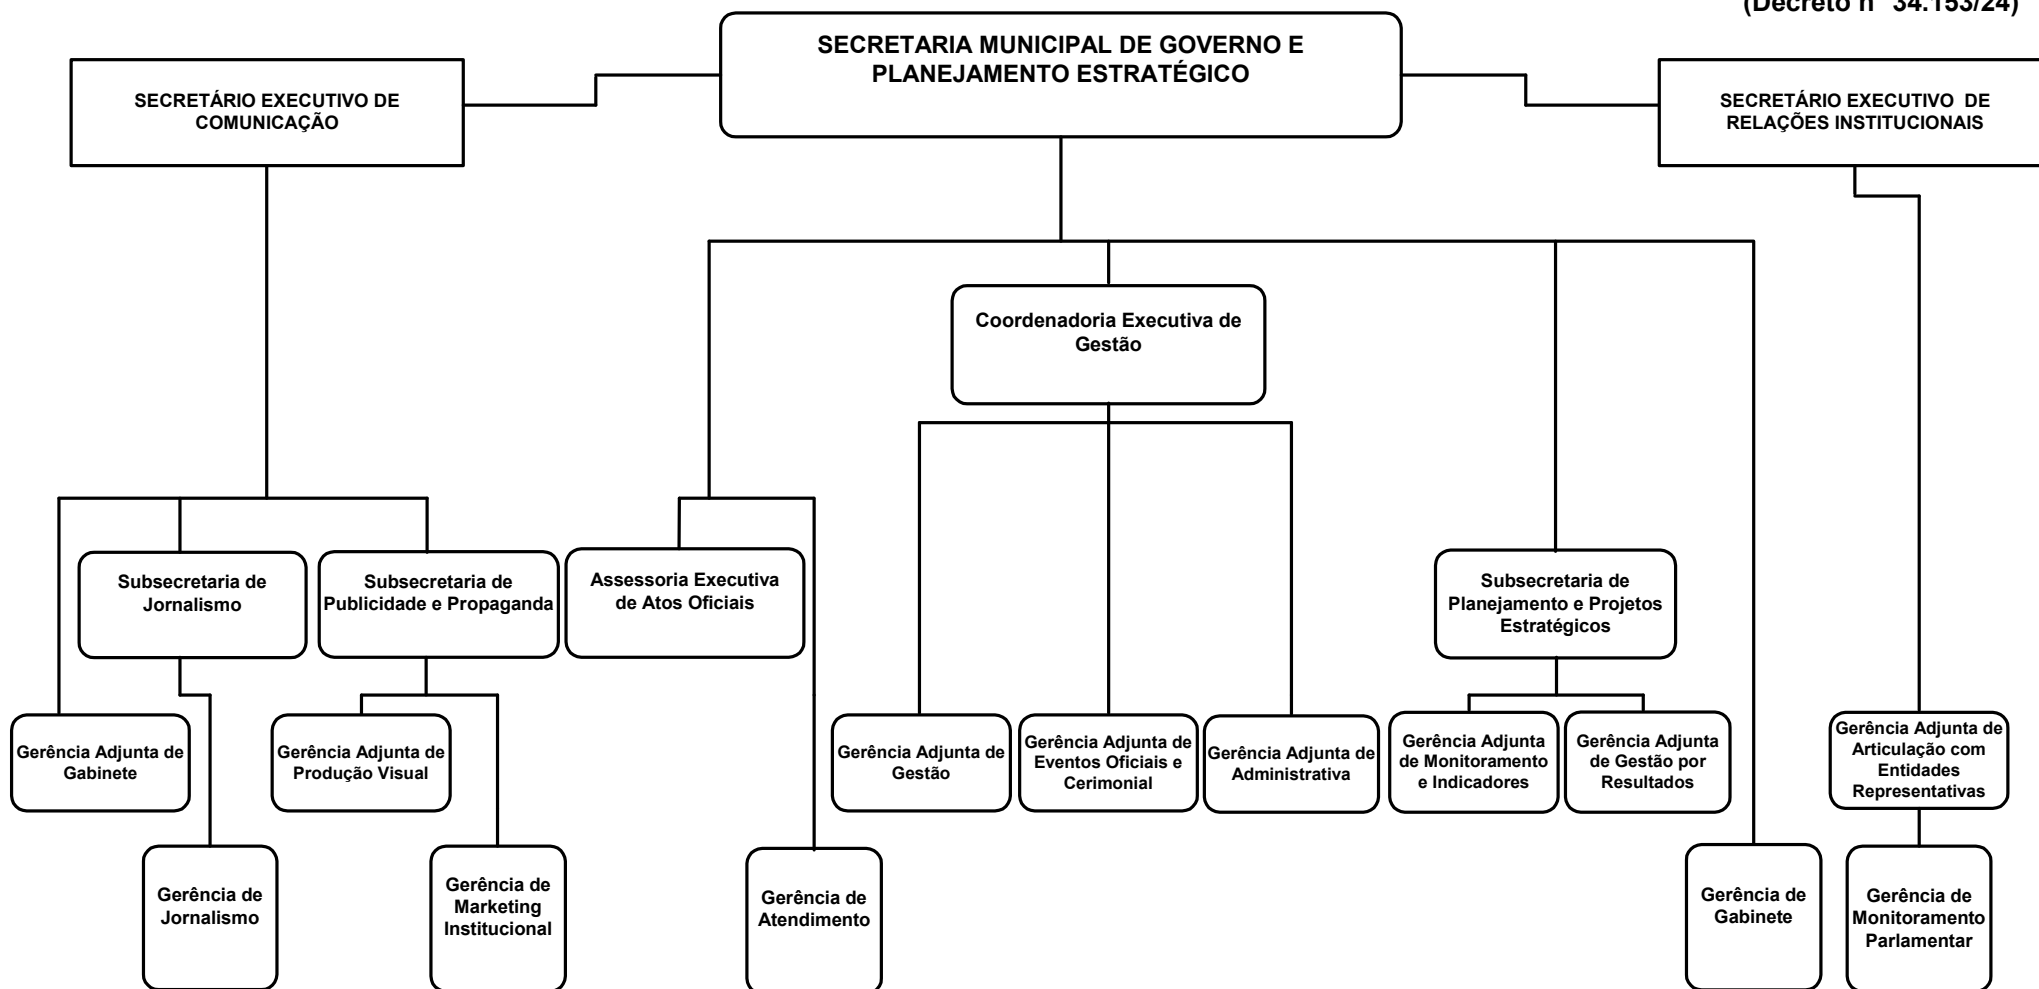 (Decreto n° 34.153/24)
SECRETARIA MUNICIPAL DE GOVERNO E
PLANEJAMENTO ESTRATÉGICO
SECRETÁRIO EXECUTIVO DE
COMUNICAÇÃO
SECRETÁRIO EXECUTIVO DE
RELAÇÕES INSTITUCIONAIS
Coordenadoria Executiva de
Gestão
Subsecretaria de
Jornalismo
Subsecretaria de
Publicidade e Propaganda
Assessoria Executiva
de Atos Oficiais
Subsecretaria de
Planejamento e Projetos
Estratégicos
Gerência Adjunta de
Gabinete
Gerência Adjunta de
Produção Visual
Gerência Adjunta de
Gestão
Gerência Adjunta de
Eventos Oficiais e
Cerimonial
Gerência Adjunta de
Administrativa
Gerência Adjunta
de Monitoramento
e Indicadores
Gerência Adjunta
de Gestão por
Resultados
Gerência Adjunta de
Articulação com
Entidades
Representativas
Gerência de
Jornalismo
Gerência de
Marketing
Institucional
Gerência de
Atendimento
Gerência de
Gabinete
Gerência de
Monitoramento
Parlamentar